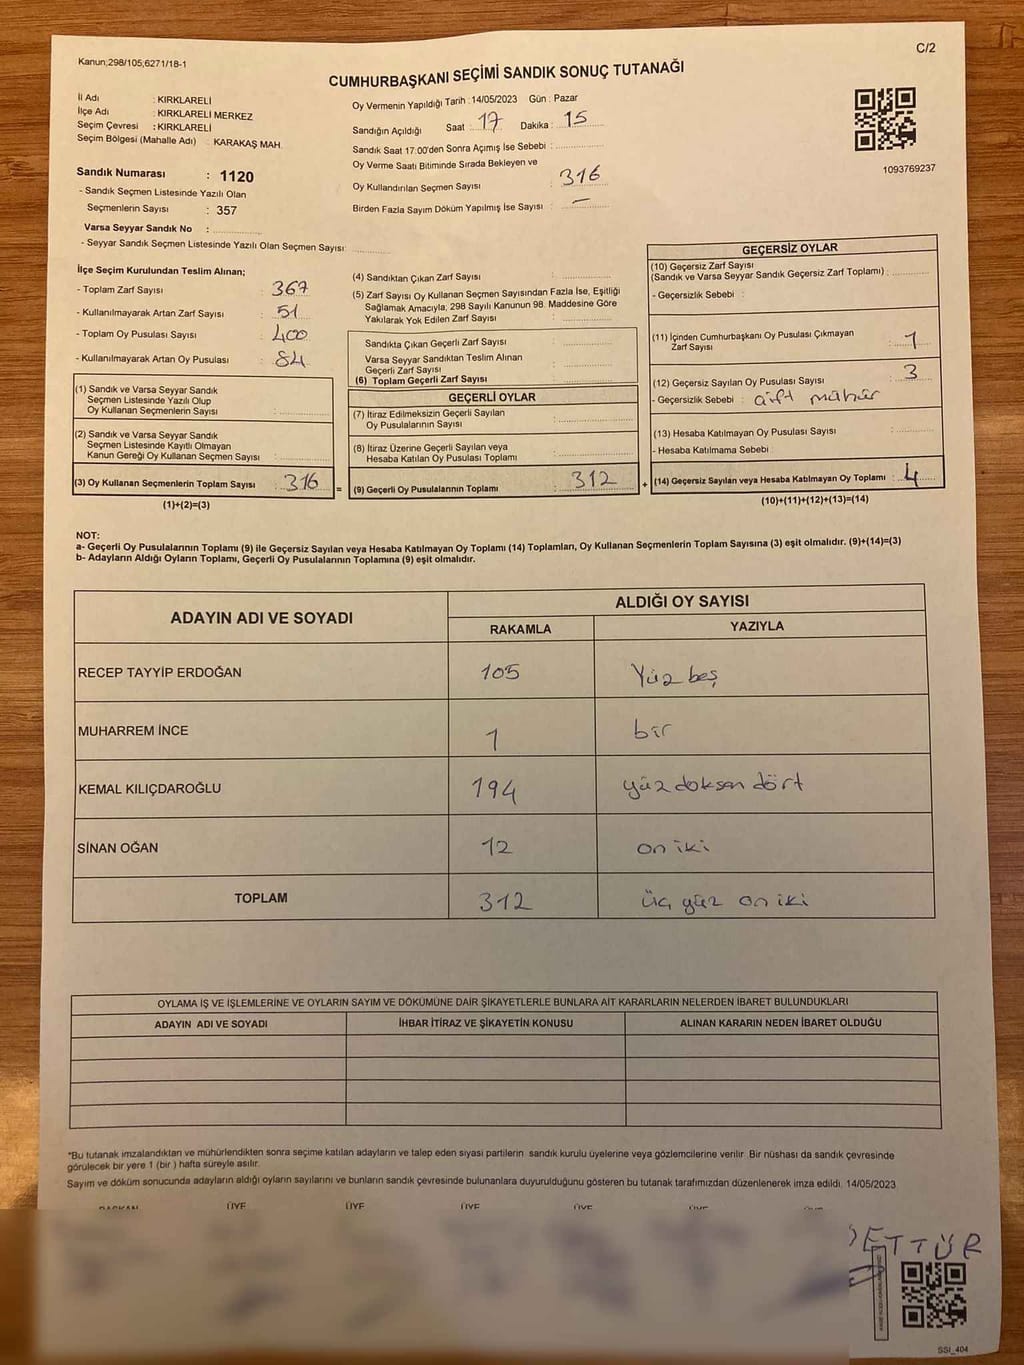 Kanun;298/105;6271/18-1
C/2
CUMHURBAŞKANI SEÇİMİ SANDIK SONUÇ TUTANAĞI
İl Adı : KIRKLARELİ
İlçe Adı : KIRKLARELİ MERKEZ
Seçim Çevresi : KIRKLARELİ
Seçim Bölgesi (Mahalle Adı) : KARAKAŞ MAH.
Sandık Numarası : 1120
- Sandık Seçmen Listesinde Yazılı Olan
Seçmenlerin Sayısı : 357
Varsa Seyyar Sandık No :
- Seyyar Sandık Seçmen Listesinde Yazılı Olan Seçmen Sayısı:
Oy Vermenin Yapıldığı Tarih :14/05/2023 Gün : Pazar
Sandığın Açıldığı Saat : 17 Dakika : 15
Sandık Saat 17:00'den Sonra Açımış İse Sebebi :
Oy Verme Saati Bitiminde Sırada Bekleyen ve
Oy Kullandırılan Seçmen Sayısı : 316
Birden Fazla Sayım Döküm Yapılmış İse Sayısı : —
1093769237
İlçe Seçim Kurulundan Teslim Alınan;
- Toplam Zarf Sayısı : 367
- Kullanılmayarak Artan Zarf Sayısı : 51
- Toplam Oy Pusulası Sayısı : 400
- Kullanılmayarak Artan Oy Pusulası : 84
(1) Sandık ve Varsa Seyyar Sandık
Seçmen Listesinde Yazılı Olup
Oy Kullanan Seçmenlerin Sayısı :
(2) Sandık ve Varsa Seyyar Sandık
Seçmen Listesinde Kayıtlı Olmayan
Kanun Gereği Oy Kullanan Seçmen Sayısı :
(3) Oy Kullanan Seçmenlerin Toplam Sayısı : 316
(1)+(2)=(3)
=
(4) Sandıktan Çıkan Zarf Sayısı :
(5) Zarf Sayısı Oy Kullanan Seçmen Sayısından Fazla İse, Eşitliği
Sağlamak Amacıyla, 298 Sayılı Kanunun 98. Maddesine Göre
Yakılarak Yok Edilen Zarf Sayısı :
Sandıkta Çıkan Geçerli Zarf Sayısı :
Varsa Seyyar Sandıktan Teslim Alınan
Geçerli Zarf Sayısı :
(6) Toplam Geçerli Zarf Sayısı :
GEÇERLİ OYLAR
(7) İtiraz Edilmeksizin Geçerli Sayılan
Oy Pusulalarının Sayısı :
(8) İtiraz Üzerine Geçerli Sayılan veya
Hesaba Katılan Oy Pusulası Toplamı :
(9) Geçerli Oy Pusulalarının Toplamı : 312
+
GEÇERSİZ OYLAR
(10) Geçersiz Zarf Sayısı
(Sandık ve Varsa Seyyar Sandık Geçersiz Zarf Toplamı) :
- Geçersizlik Sebebi :
(11) İçinden Cumhurbaşkanı Oy Pusulası Çıkmayan
Zarf Sayısı : 1
(12) Geçersiz Sayılan Oy Pusulası Sayısı : 3
- Geçersizlik Sebebi : çift mühür
(13) Hesaba Katılmayan Oy Pusulası Sayısı :
- Hesaba Katılmama Sebebi :
(14) Geçersiz Sayılan veya Hesaba Katılmayan Oy Toplamı : 4
(10)+(11)+(12)+(13)=(14)
NOT:
a- Geçerli Oy Pusulalarının Toplamı (9) ile Geçersiz Sayılan veya Hesaba Katılmayan Oy Toplamı (14) Toplamları, Oy Kullanan Seçmenlerin Toplam Sayısına (3) eşit olmalıdır. (9)+(14)=(3)
b- Adayların Aldığı Oyların Toplamı, Geçerli Oy Pusulalarının Toplamına (9) eşit olmalıdır.
ADAYIN ADI VE SOYADI
ALDIĞI OY SAYISI
RAKAMLA YAZIYLA
RECEP TAYYİP ERDOĞAN 105 Yüz beş
MUHARREM İNCE 1 bir
KEMAL KILIÇDAROĞLU 194 yüz doksan dört
SİNAN OĞAN 12 on iki
TOPLAM 312 üç yüz on iki
OYLAMA İŞ VE İŞLEMLERİNE VE OYLARIN SAYIM VE DÖKÜMÜNE DAİR ŞİKAYETLERLE BUNLARA AİT KARARLARIN NELERDEN İBARET BULUNDUKLARI
ADAYIN ADI VE SOYADI İHBAR İTİRAZ VE ŞİKAYETİN KONUSU ALINAN KARARIN NEDEN İBARET OLDUĞU
*Bu tutanak imzalandıktan ve mühürlendikten sonra seçime katılan adayların ve talep eden siyasi partilerin sandık kurulu üyelerine veya gözlemcilerine verilir. Bir nüshası da sandık çevresinde
görülecek bir yere 1 (bir ) hafta süreyle asılır.
Sayım ve döküm sonucunda adayların aldığı oyların sayılarını ve bunların sandık çevresinde bulunanlara duyurulduğunu gösteren bu tutanak tarafımızdan düzenlenerek imza edildi. 14/05/2023
BAŞKAN ÜYE ÜYE ÜYE ÜYE ÜYE ÜYE
SSI_404